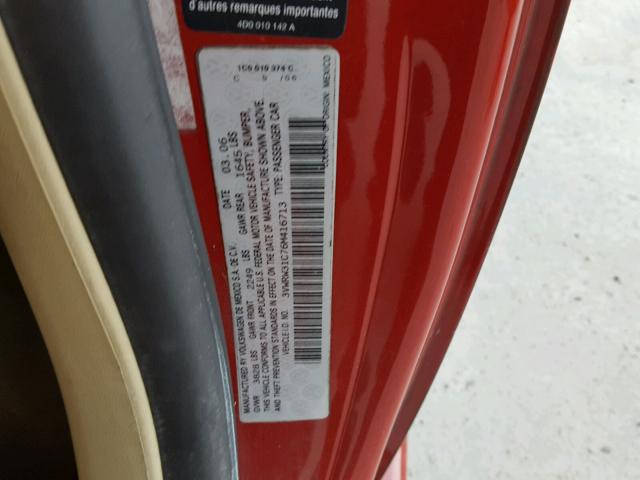 d'autres remarques importantes
4D0 010 142 A
1C0 010 374 C
MANUFACTURED BY VOLKSWAGEN DE MEXICO S.A. DE C.V. DATE 03.06
GVWR 3828 LBS GAWR FRONT 2249 LBS GAWR REAR 1645 LBS
THIS VEHICLE CONFORMS TO ALL APPLICABLE U.S. FEDERAL MOTOR VEHICLE SAFETY, BUMPER,
AND THEFT PREVENTION STANDARDS IN EFFECT ON THE DATE OF MANUFACTURE SHOWN ABOVE.
VEHICLE I.D. NO. 3VWRW31C76M416713 TYPE: PASSENGER CAR
OF ORIGIN: MEXICO